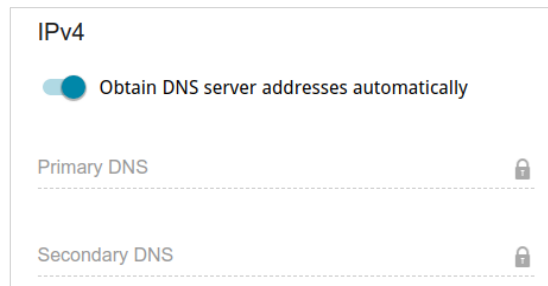 IPv4
Obtain DNS server addresses automatically
Primary DNS
Secondary DNS